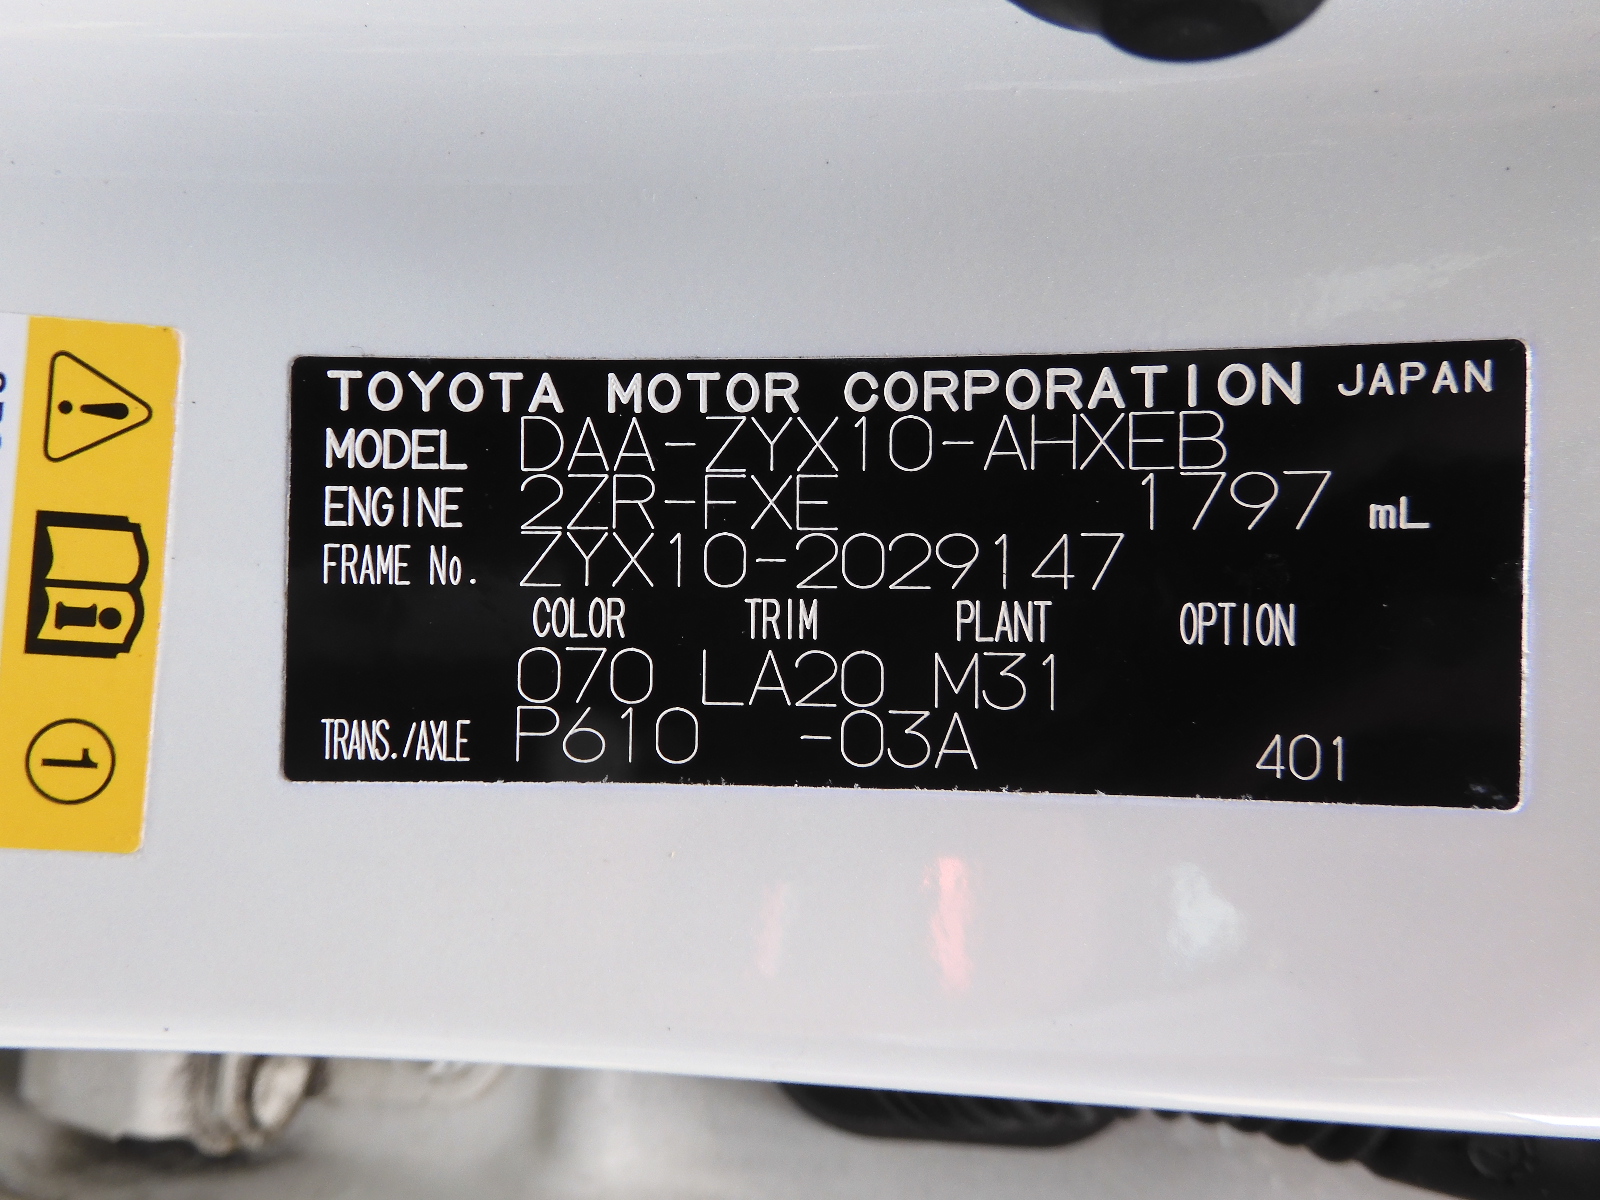 TOYOTA MOTOR CORPORATION JAPAN
MODEL DAA-ZYX10-AHXEB
ENGINE 2ZR-FXE 1797 mL
FRAME No. ZYX10-2029147
COLOR TRIM PLANT OPTION
070 LA20 M31
TRANS./AXLE P610 -03A 401
1